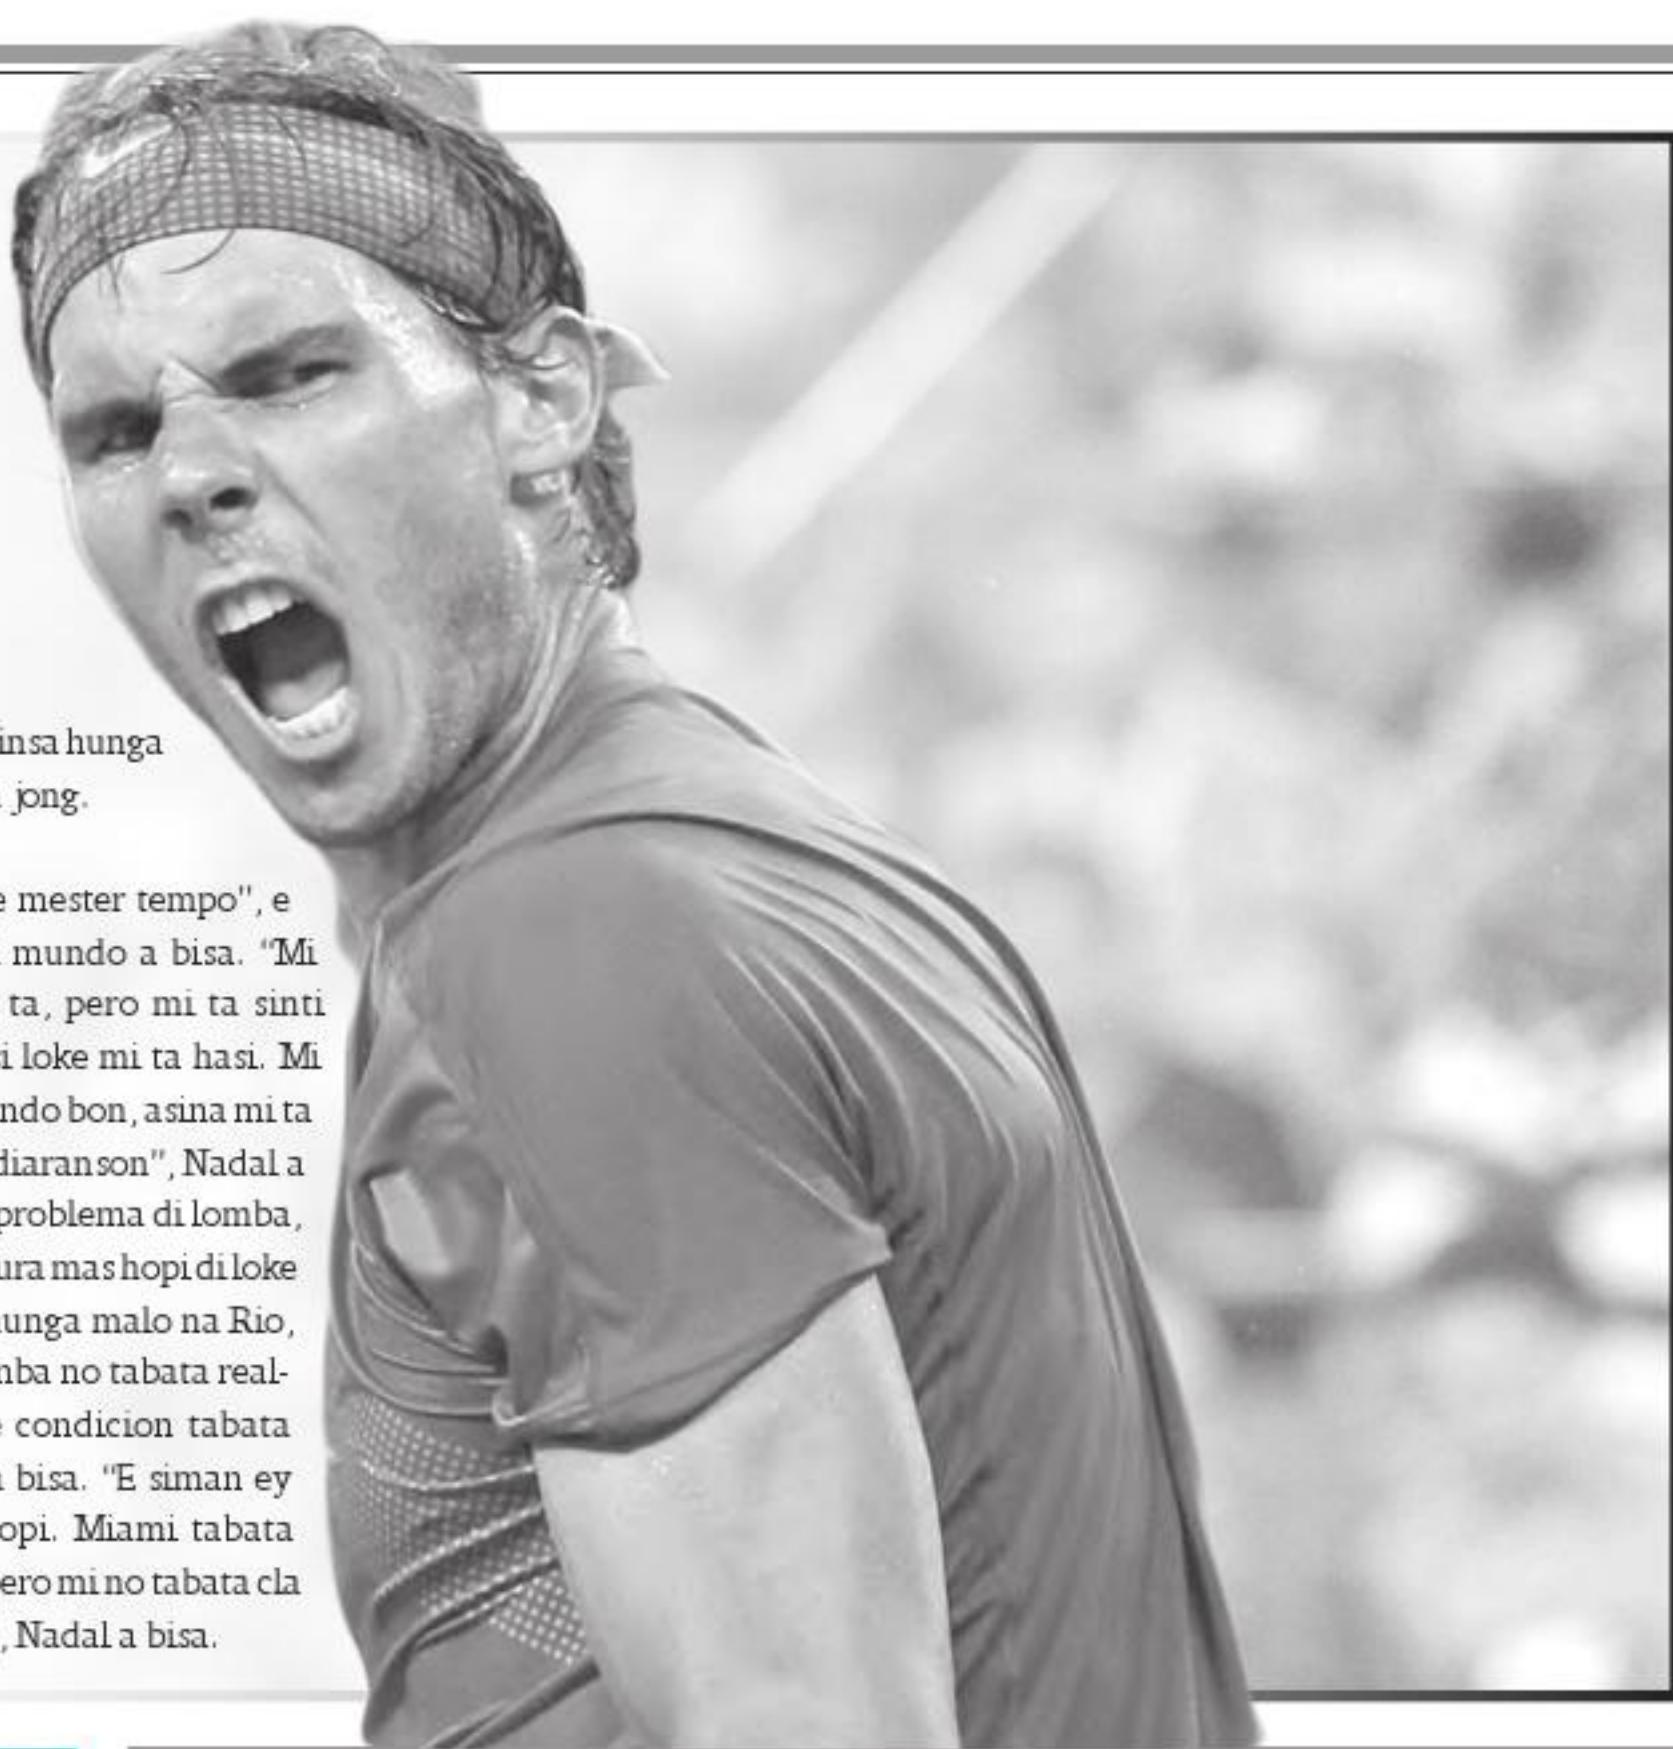 insa hunga
jong.
e mester tempo", e
mundo a bisa. “Mi
ta, pero mi ta sinti
i loke mi ta hasi. Mi
ndo bon, asina mi ta
diaranson", Nadal a
problema di lomba,
ura mas hopi di loke
unga malo na Rio,
mba no tabata real-
e condicion tabata
bisa. “E siman ey
opi. Miami tabata
ero mi no tabata cla
, Nadal a bisa.